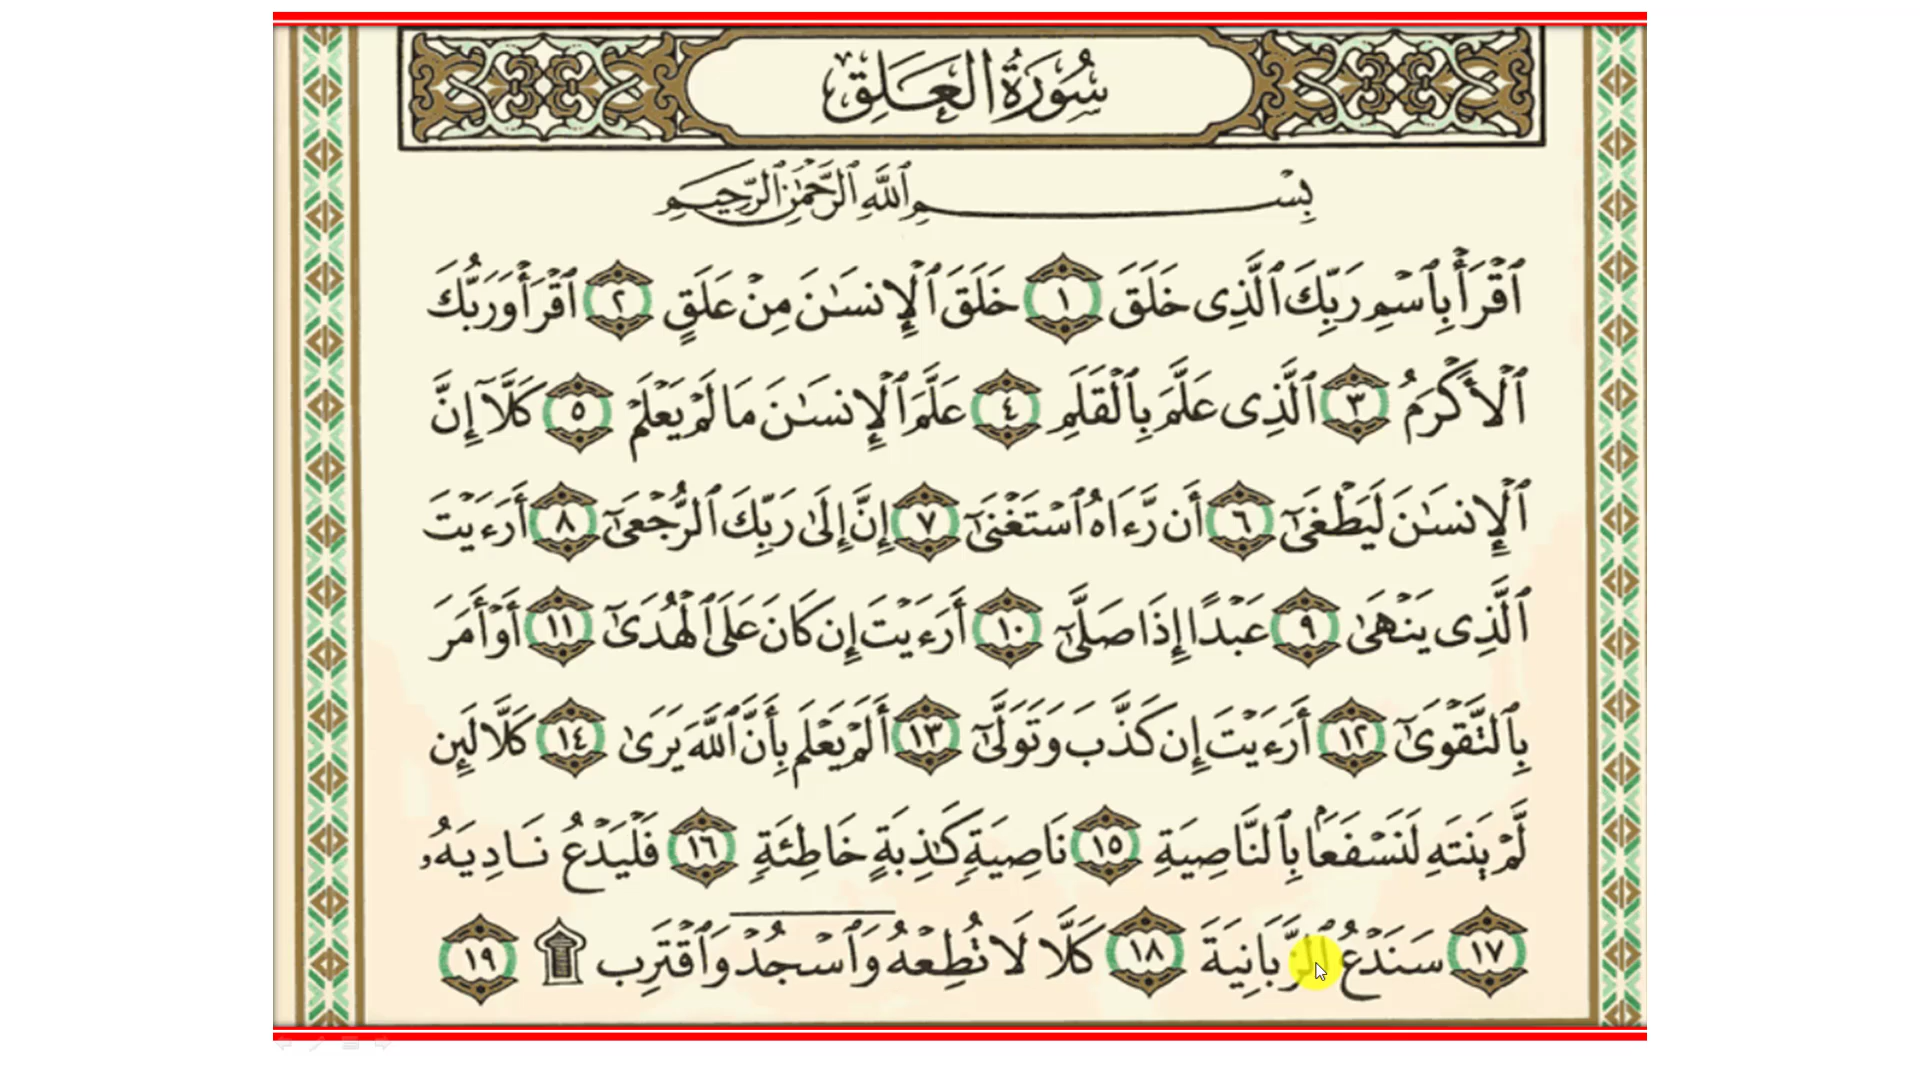 سُورَةُ الْعَلَقِ
بِسْمِ ٱللَّهِ ٱلرَّحْمَٰنِ ٱلرَّحِيمِ
ٱقْرَأْ بِٱسْمِ رَبِّكَ ٱلَّذِى خَلَقَ ١ خَلَقَ ٱلْإِنسَٰنَ مِنْ عَلَقٍ ٢ ٱقْرَأْ وَرَبُّكَ
ٱلْأَكْرَمُ ٣ ٱلَّذِى عَلَّمَ بِٱلْقَلَمِ ٤ عَلَّمَ ٱلْإِنسَٰنَ مَا لَمْ يَعْلَمْ ٥ كَلَّآ إِنَّ
ٱلْإِنسَٰنَ لَيَطْغَىٰٓ ٦ أَن رَّءَاهُ ٱسْتَغْنَىٰٓ ٧ إِنَّ إِلَىٰ رَبِّكَ ٱلرُّجْعَىٰٓ ٨ أَرَءَيْتَ
ٱلَّذِى يَنْهَىٰ ٩ عَبْدًا إِذَا صَلَّىٰٓ ١٠ أَرَءَيْتَ إِن كَانَ عَلَى ٱلْهُدَىٰٓ ١١ أَوْ أَمَرَ
بِٱلتَّقْوَىٰٓ ١٢ أَرَءَيْتَ إِن كَذَّبَ وَتَوَلَّىٰٓ ١٣ أَلَمْ يَعْلَم بِأَنَّ ٱللَّهَ يَرَىٰ ١٤ كَلَّا لَئِن
لَّمْ يَنتَهِ لَنَسْفَعًۢا بِٱلنَّاصِيَةِ ١٥ نَاصِيَةٍ كَٰذِبَةٍ خَاطِئَةٍ ١٦ فَلْيَدْعُ نَادِيَهُۥ
١٧ سَنَدْعُ ٱلزَّبَانِيَةَ ١٨ كَلَّا لَا تُطِعْهُ وَٱسْجُدْ وَٱقْتَرِب ۩ ١٩